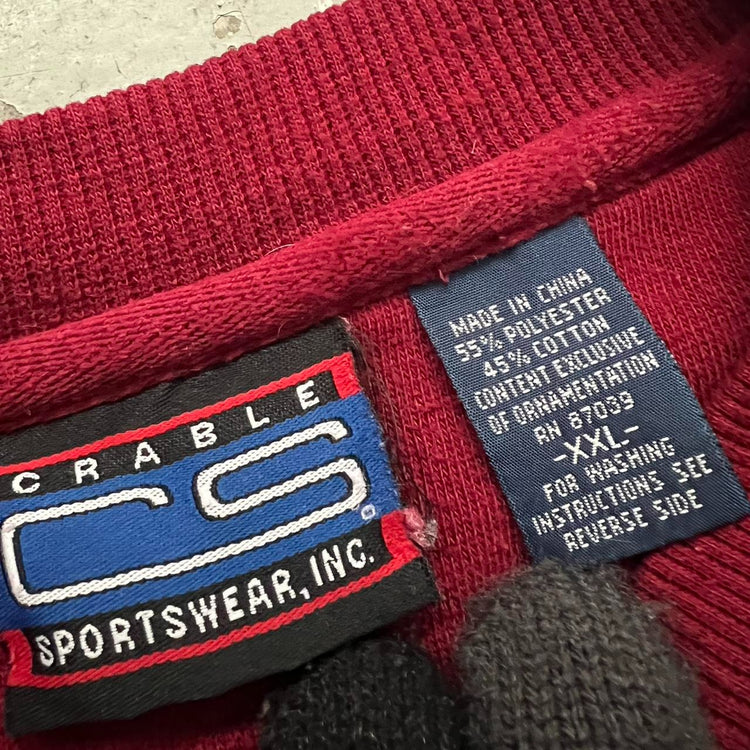 CRABLE
CS
SPORTSWEAR, INC.
MADE IN CHINA
55% POLYESTER
45% COTTON
CONTENT EXCLUSIVE
OF ORNAMENTATION
RN 87039
-XXL-
FOR WASHING
INSTRUCTIONS SEE
REVERSE SIDE